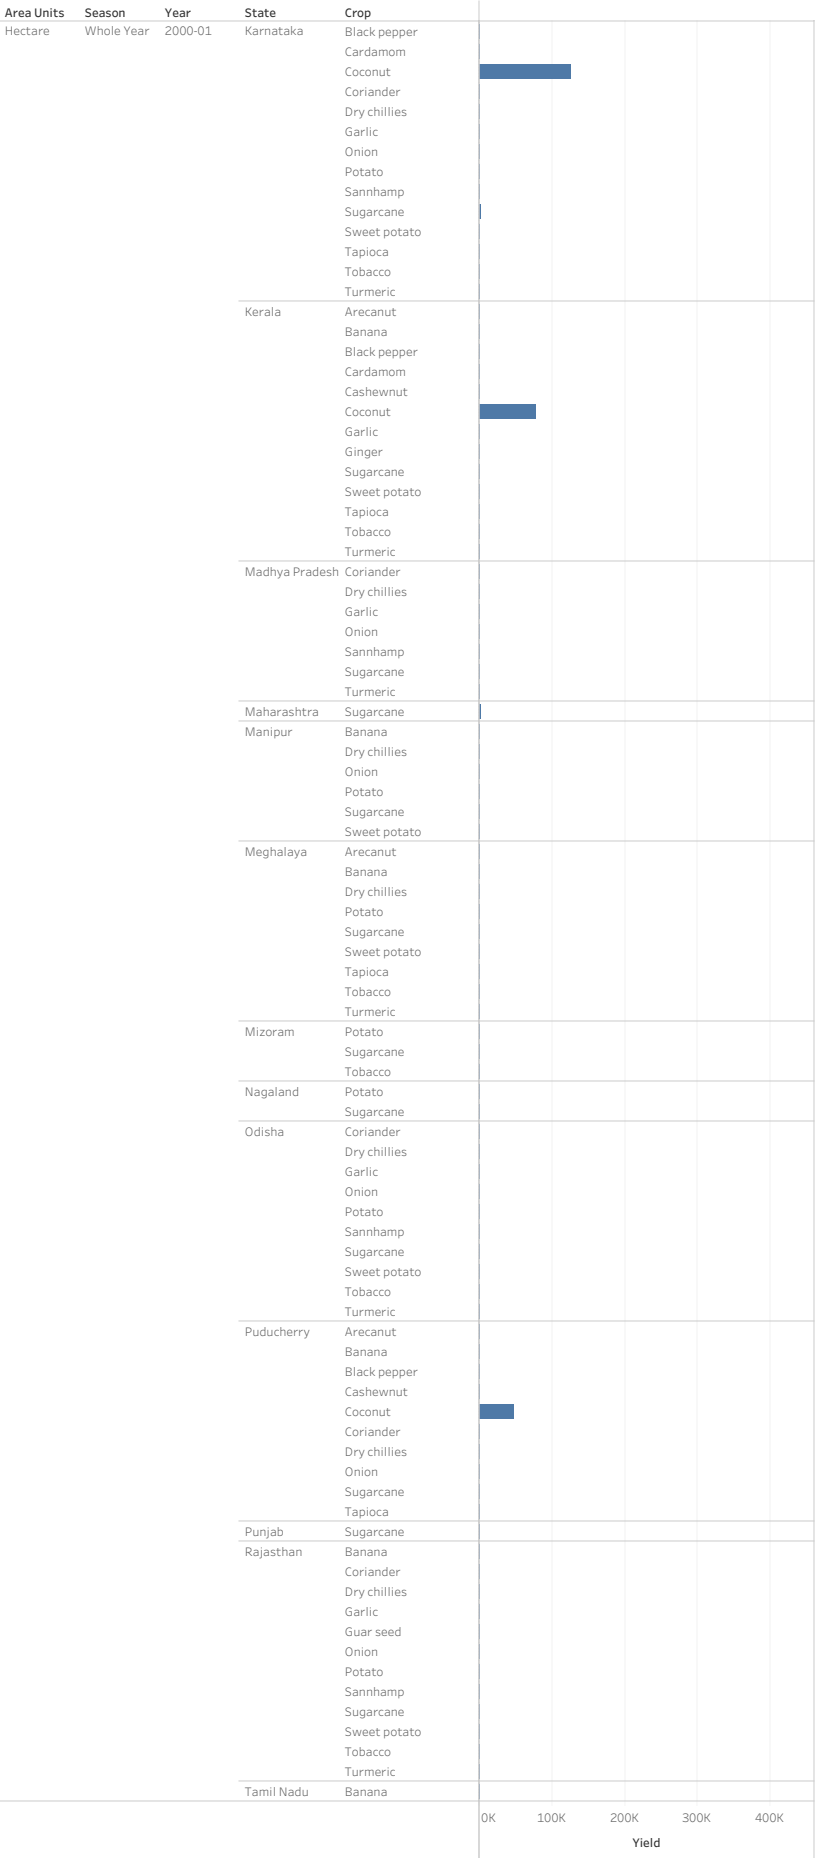 Area Units Season Year State Crop
Hectare Whole Year 2000-01 Karnataka Black pepper
Cardamom
Coconut
Coriander
Dry chillies
Garlic
Onion
Potato
Sannhamp
Sugarcane
Sweet potato
Tapioca
Tobacco
Turmeric
Kerala Arecanut
Banana
Black pepper
Cardamom
Cashewnut
Coconut
Garlic
Ginger
Sugarcane
Sweet potato
Tapioca
Tobacco
Turmeric
Madhya Pradesh Coriander
Dry chillies
Garlic
Onion
Sannhamp
Sugarcane
Turmeric
Maharashtra Sugarcane
Manipur Banana
Dry chillies
Onion
Potato
Sugarcane
Sweet potato
Meghalaya Arecanut
Banana
Dry chillies
Potato
Sugarcane
Sweet potato
Tapioca
Tobacco
Turmeric
Mizoram Potato
Sugarcane
Tobacco
Nagaland Potato
Sugarcane
Odisha Coriander
Dry chillies
Garlic
Onion
Potato
Sannhamp
Sugarcane
Sweet potato
Tobacco
Turmeric
Puducherry Arecanut
Banana
Black pepper
Cashewnut
Coconut
Coriander
Dry chillies
Onion
Sugarcane
Tapioca
Punjab Sugarcane
Rajasthan Banana
Coriander
Dry chillies
Garlic
Guar seed
Onion
Potato
Sannhamp
Sugarcane
Sweet potato
Tobacco
Turmeric
Tamil Nadu Banana
0K 100K 200K 300K 400K
Yield